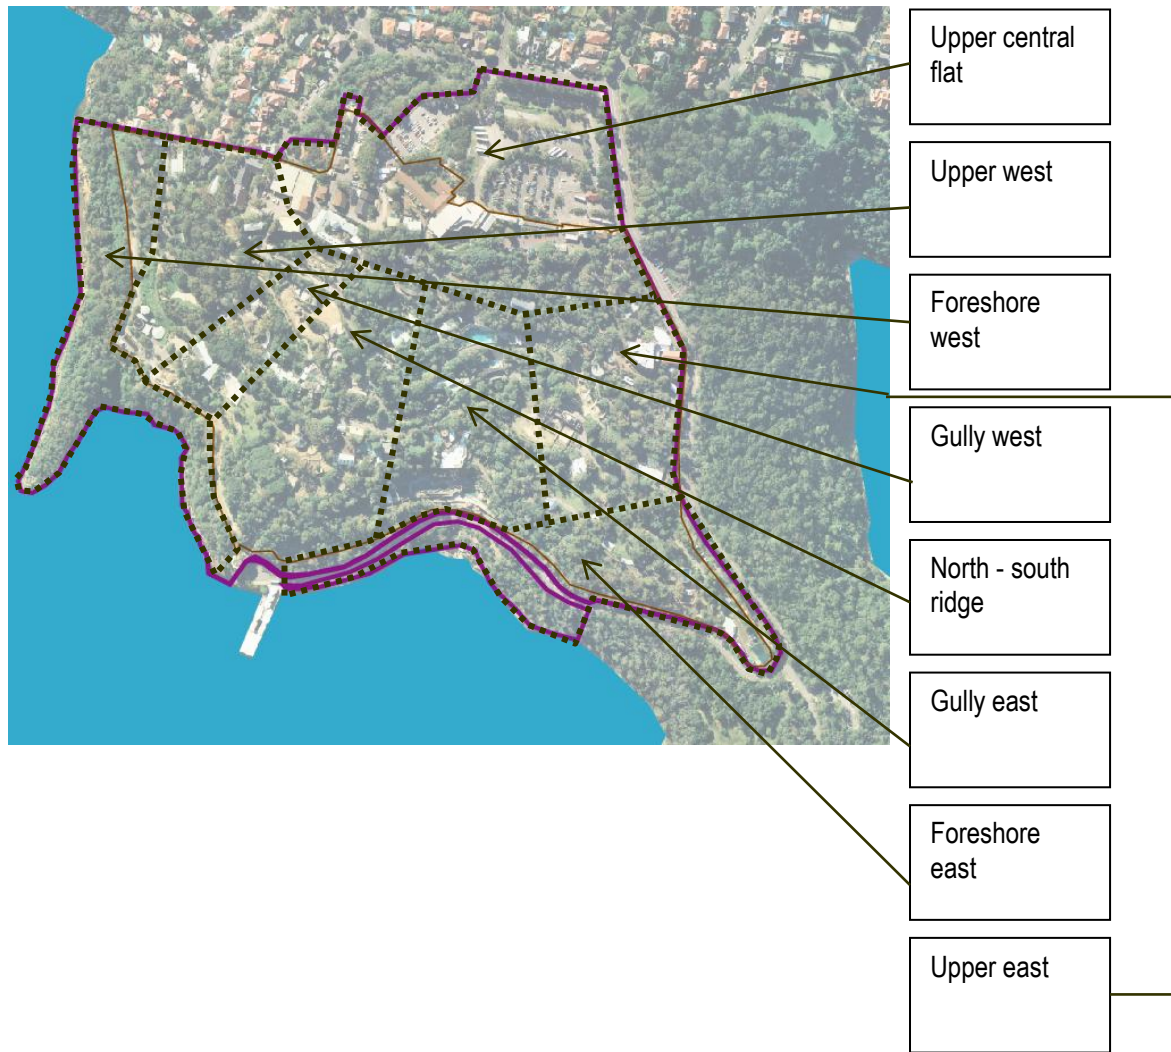 Upper central
flat
Upper west
Foreshore
west
Gully west
North - south
ridge
Gully east
Foreshore
east
Upper east